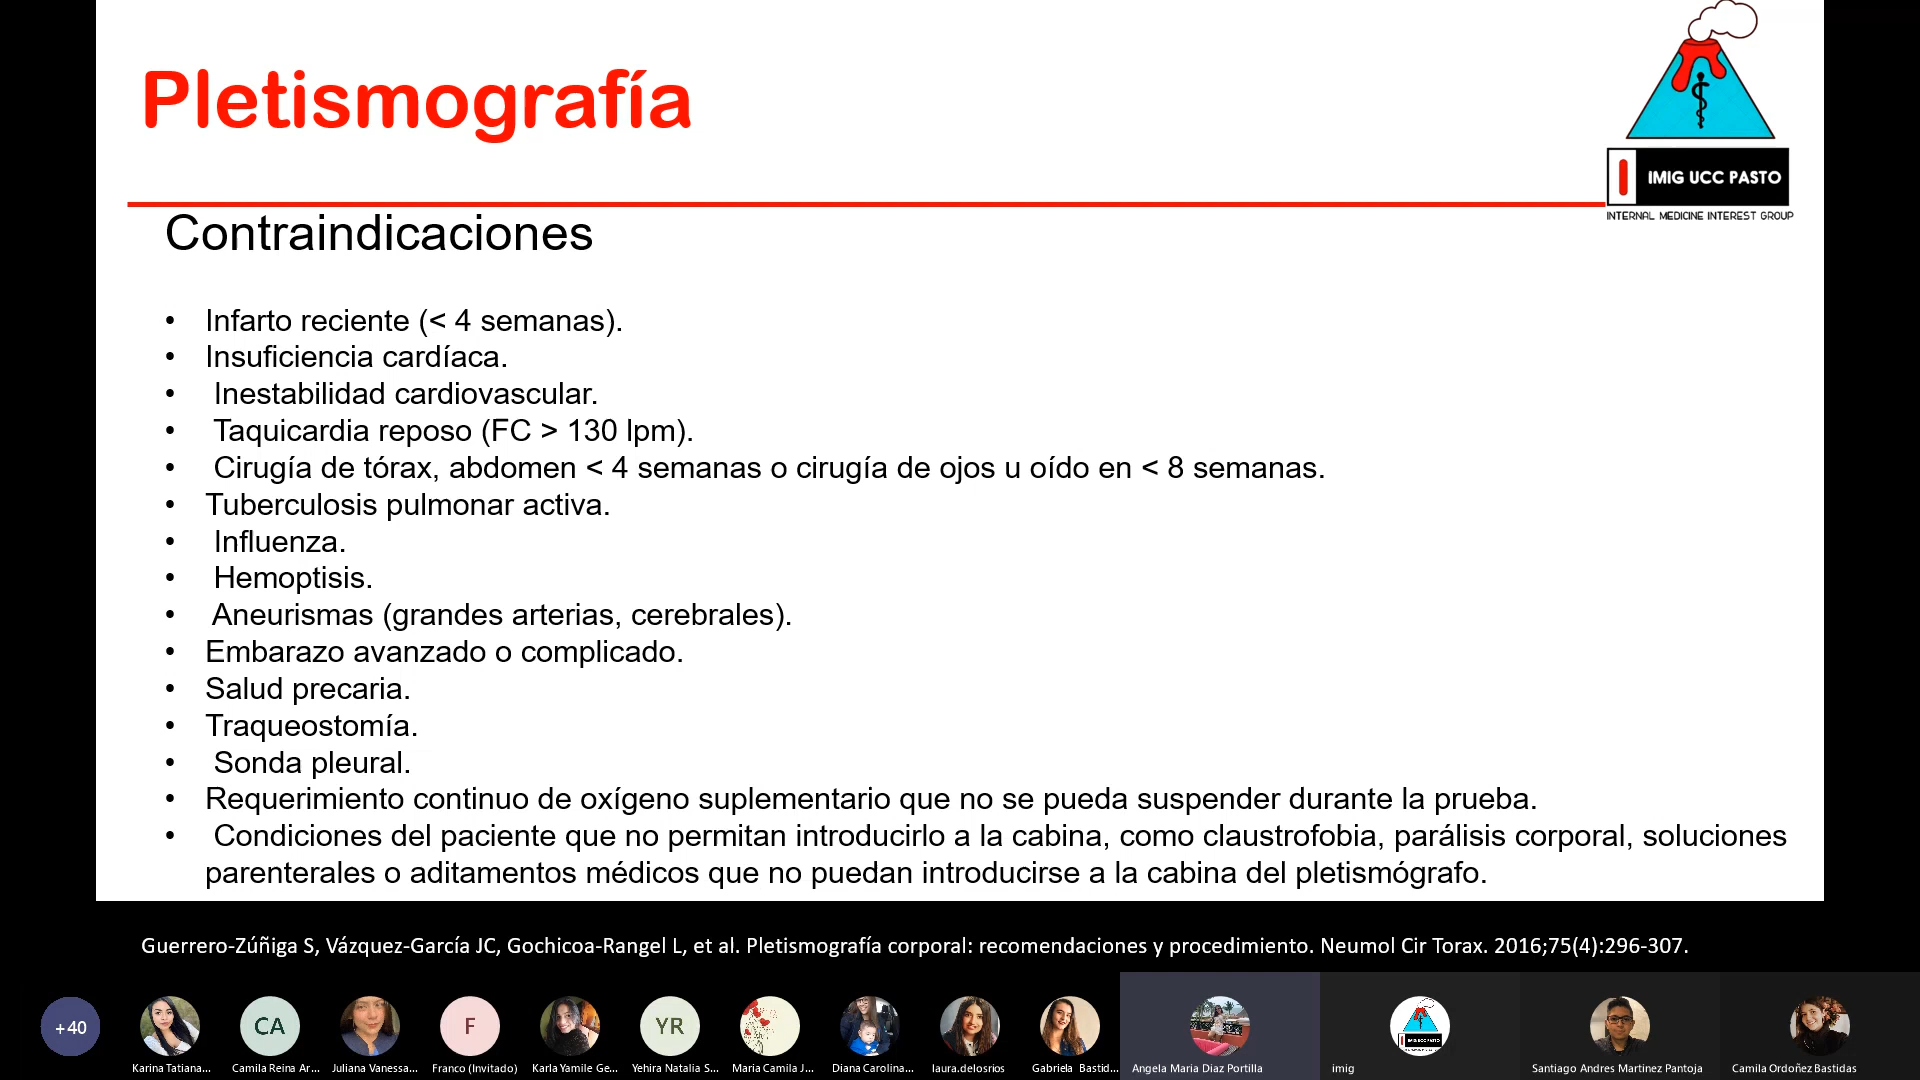 Pletismografía
IMIG UCC PASTO
INTERNAL MEDICINE INTEREST GROUP
Contraindicaciones
• Infarto reciente (< 4 semanas).
• Insuficiencia cardíaca.
• Inestabilidad cardiovascular.
• Taquicardia reposo (FC > 130 lpm).
• Cirugía de tórax, abdomen < 4 semanas o cirugía de ojos u oído en < 8 semanas.
• Tuberculosis pulmonar activa.
• Influenza.
• Hemoptisis.
• Aneurismas (grandes arterias, cerebrales).
• Embarazo avanzado o complicado.
• Salud precaria.
• Traqueostomía.
• Sonda pleural.
• Requerimiento continuo de oxígeno suplementario que no se pueda suspender durante la prueba.
• Condiciones del paciente que no permitan introducirlo a la cabina, como claustrofobia, parálisis corporal, soluciones
parenterales o aditamentos médicos que no puedan introducirse a la cabina del pletismógrafo.
Guerrero-Zúñiga S, Vázquez-García JC, Gochicoa-Rangel L, et al. Pletismografía corporal: recomendaciones y procedimiento. Neumol Cir Torax. 2016;75(4):296-307.
+40
CA
F
YR
Karina Tatiana...
Camila Reina Ar...
Juliana Vanessa...
Franco (Invitado)
Karla Yamile Ge...
Yehira Natalia S...
Maria Camila J...
Diana Carolina...
laura.delosrios
Gabriela Bastid...
Angela Maria Diaz Portilla
imig
Santiago Andres Martinez Pantoja
Camila Ordoñez Bastidas